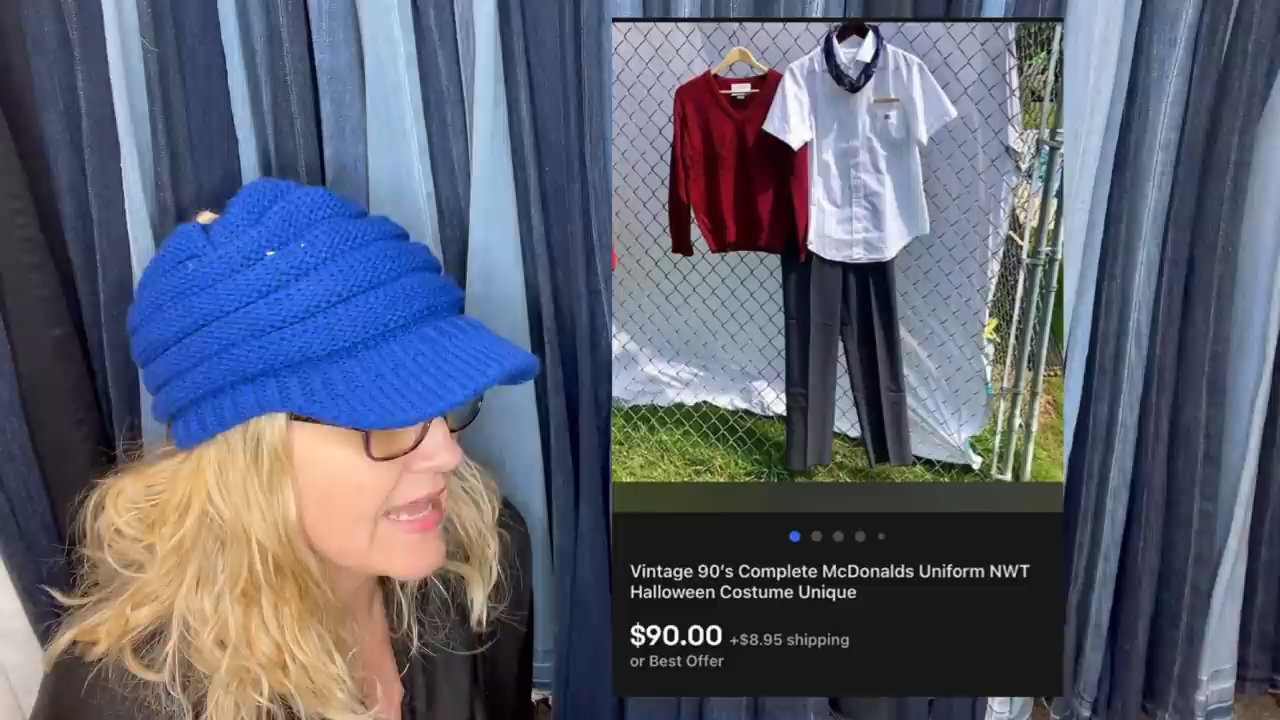 Vintage 90's Complete McDonalds Uniform NWT
Halloween Costume Unique
$90.00 +$8.95 shipping
or Best Offer